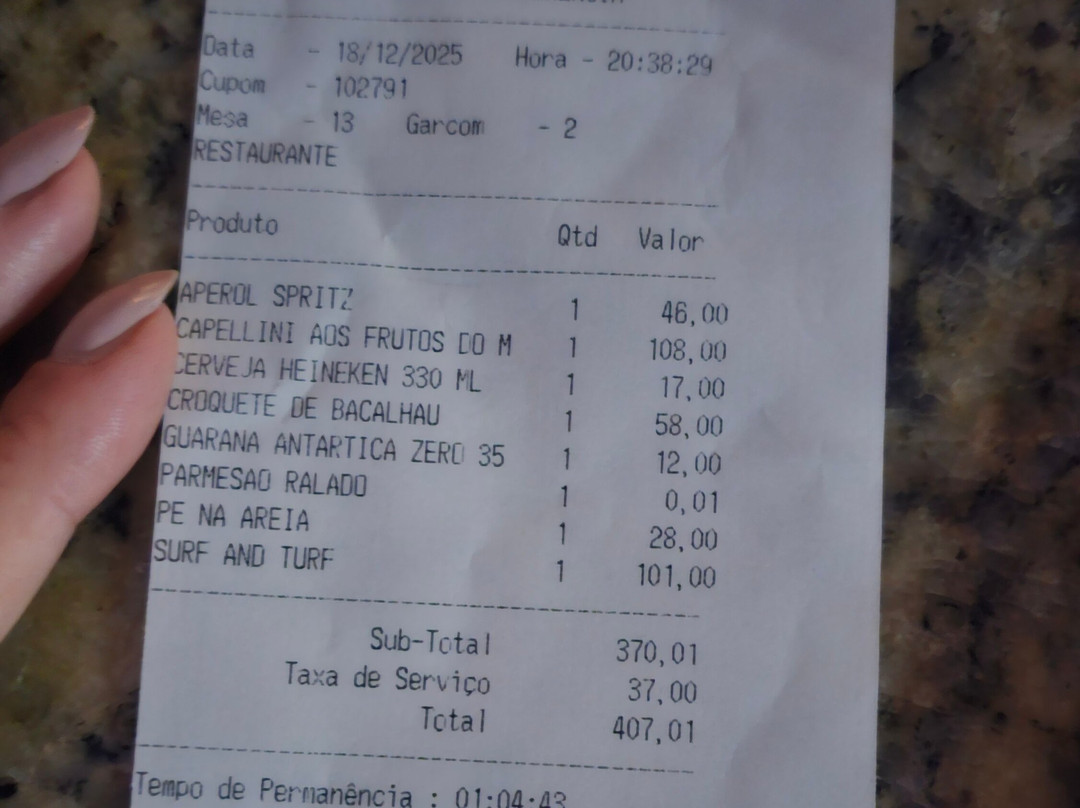 Data - 18/12/2025 Hora - 20:38:29
Cupom - 102791
Mesa - 13 Garcom - 2
RESTAURANTE
Produto Qtd Valor
APEROL SPRITZ 1 46,00
CAPELLINI AOS FRUTOS DO M 1 108,00
CERVEJA HEINEKEN 330 ML 1 17,00
CROQUETE DE BACALHAU 1 58,00
GUARANA ANTARTICA ZERO 35 1 12,00
PARMESAO RALADO 1 0,01
PE NA AREIA 1 28,00
SURF AND TURF 1 101,00
Sub-Total 370,01
Taxa de Serviço 37,00
Total 407,01
Tempo de Permanência : 01:04:43